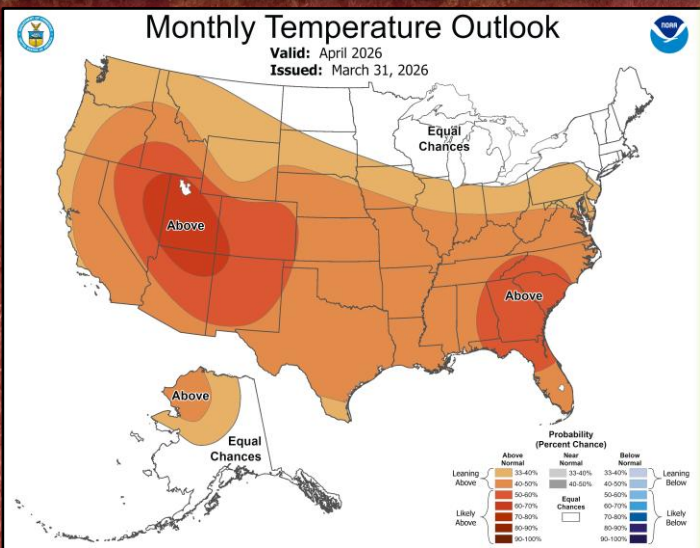 Monthly Temperature Outlook
Valid: April 2026
Issued: March 31, 2026
NOAA
Equal
Chances
Above
Above
Above
Equal
Chances
Probability
(Percent Chance)
Above
Normal
Near
Normal
Below
Normal
Leaning
Above
33-40%
40-50%
33-40%
40-50%
33-40%
40-50%
Leaning
Below
Likely
Above
50-60%
60-70%
70-80%
80-90%
90-100%
Equal
Chances
50-60%
60-70%
70-80%
80-90%
90-100%
Likely
Below